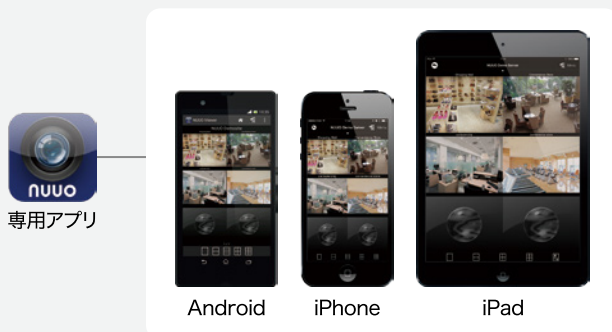 nuuo
専用アプリ
Android
iPhone
iPad